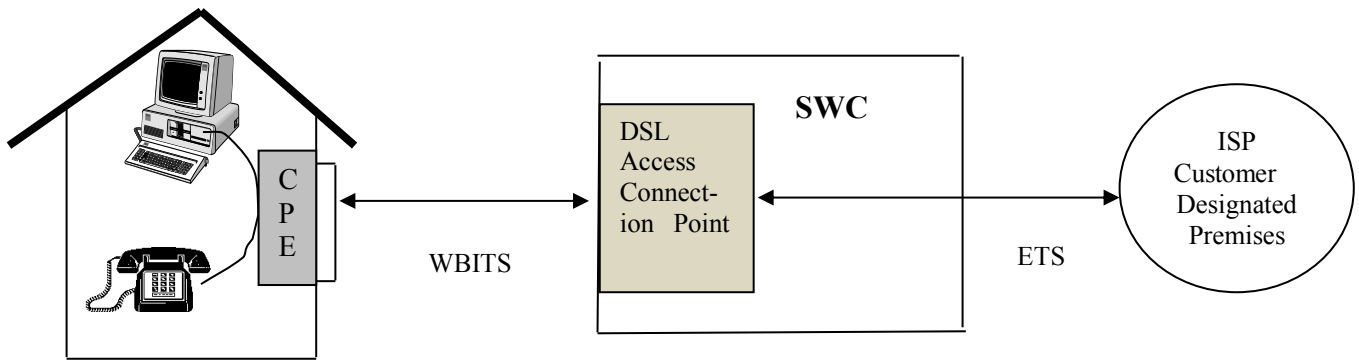 C
P
E
WBITS
DSL
Access
Connect-
ion Point
SWC
ETS
ISP
Customer
Designated
Premises